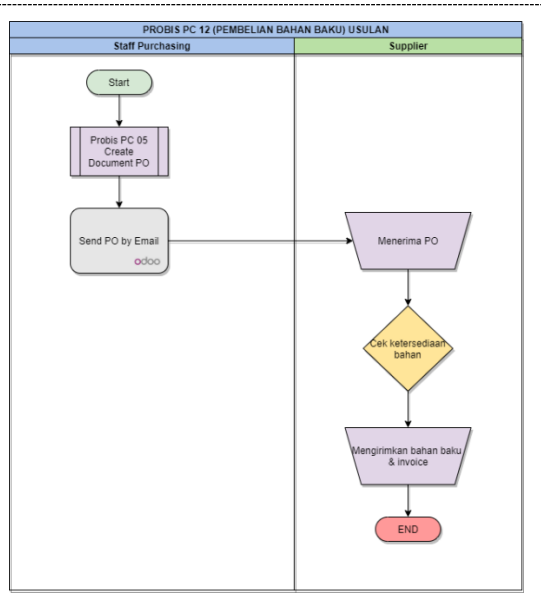 PROBIS PC 12 (PEMBELIAN BAHAN BAKU) USULAN
Staff Purchasing
Supplier
Start
Probis PC 05
Create
Document PO
Send PO by Email
odoo
Menerima PO
Cek ketersediaan
bahan
Mengirimkan bahan baku
& invoice
END